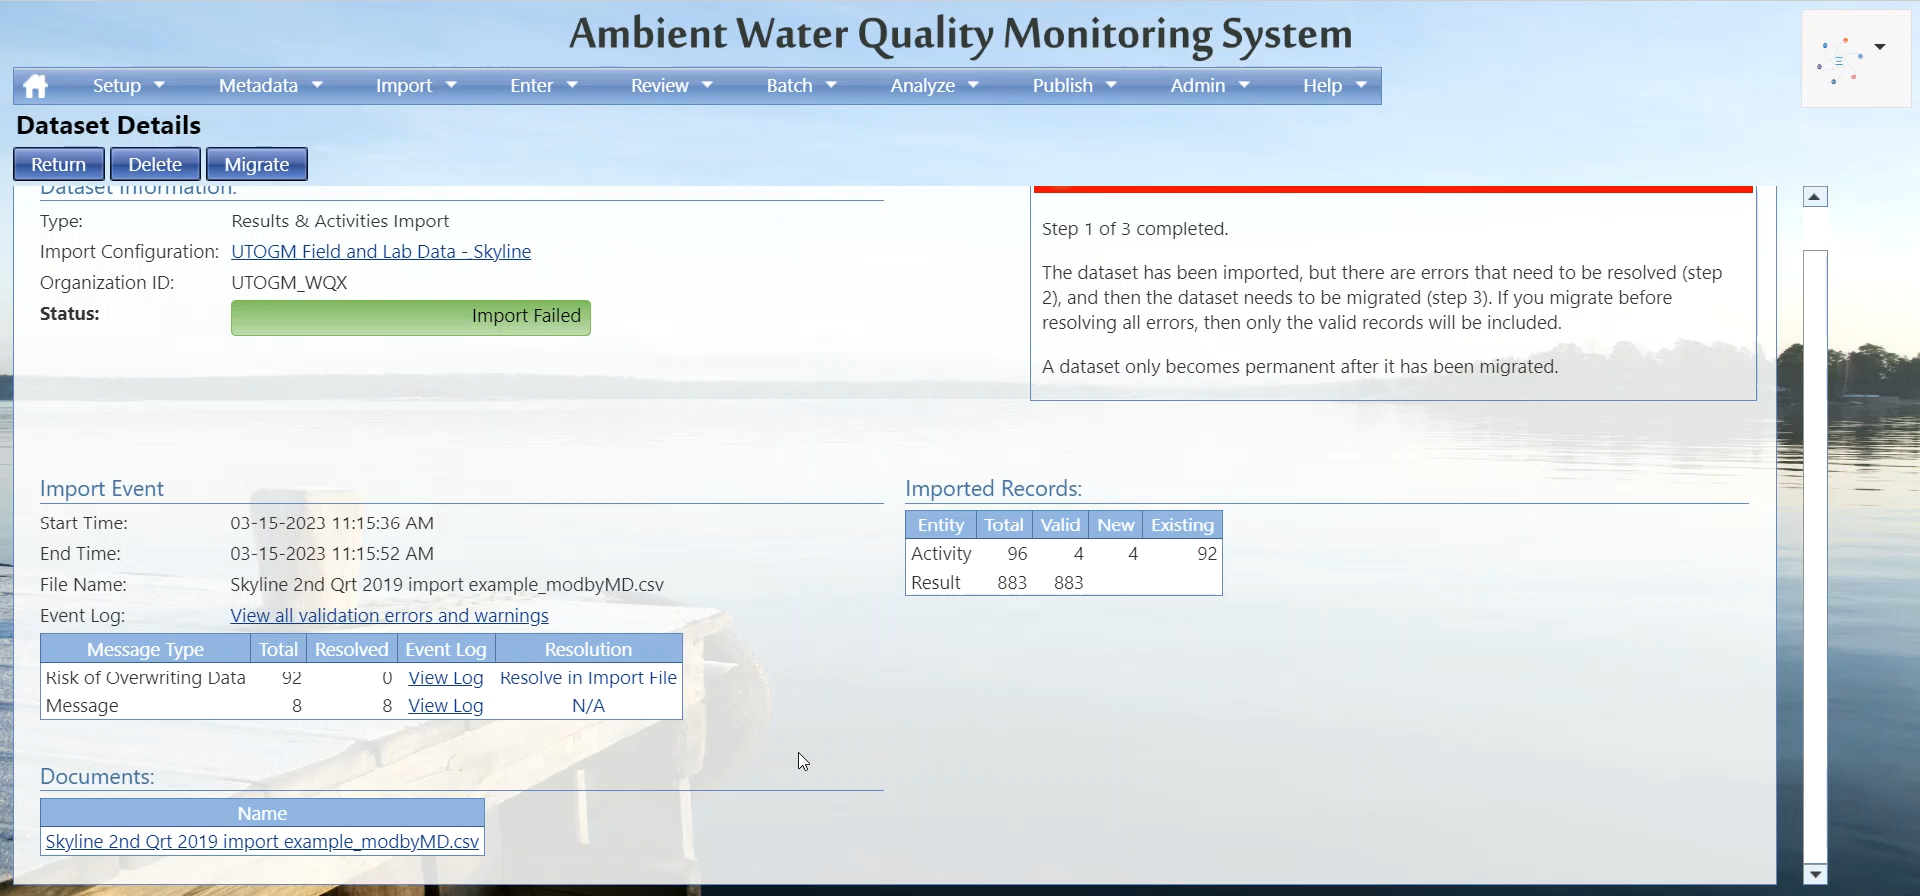 Ambient Water Quality Monitoring System
Setup Metadata Import Enter Review Batch Analyze Publish Admin Help
Dataset Details
Return Delete Migrate
Dataset Information:
Type: Results & Activities Import
Import Configuration: UTOGM Field and Lab Data - Skyline
Organization ID: UTOGM_WQX
Status: Import Failed
Step 1 of 3 completed.
The dataset has been imported, but there are errors that need to be resolved (step
2), and then the dataset needs to be migrated (step 3). If you migrate before
resolving all errors, then only the valid records will be included.
A dataset only becomes permanent after it has been migrated.
Import Event
Start Time: 03-15-2023 11:15:36 AM
End Time: 03-15-2023 11:15:52 AM
File Name: Skyline 2nd Qrt 2019 import example_modbyMD.csv
Event Log: View all validation errors and warnings
Message Type Total Resolved Event Log Resolution
Risk of Overwriting Data 92 0 View Log Resolve in Import File
Message 8 8 View Log N/A
Imported Records:
Entity Total Valid New Existing
Activity 96 4 4 92
Result 883 883
Documents:
Name
Skyline 2nd Qrt 2019 import example_modbyMD.csv